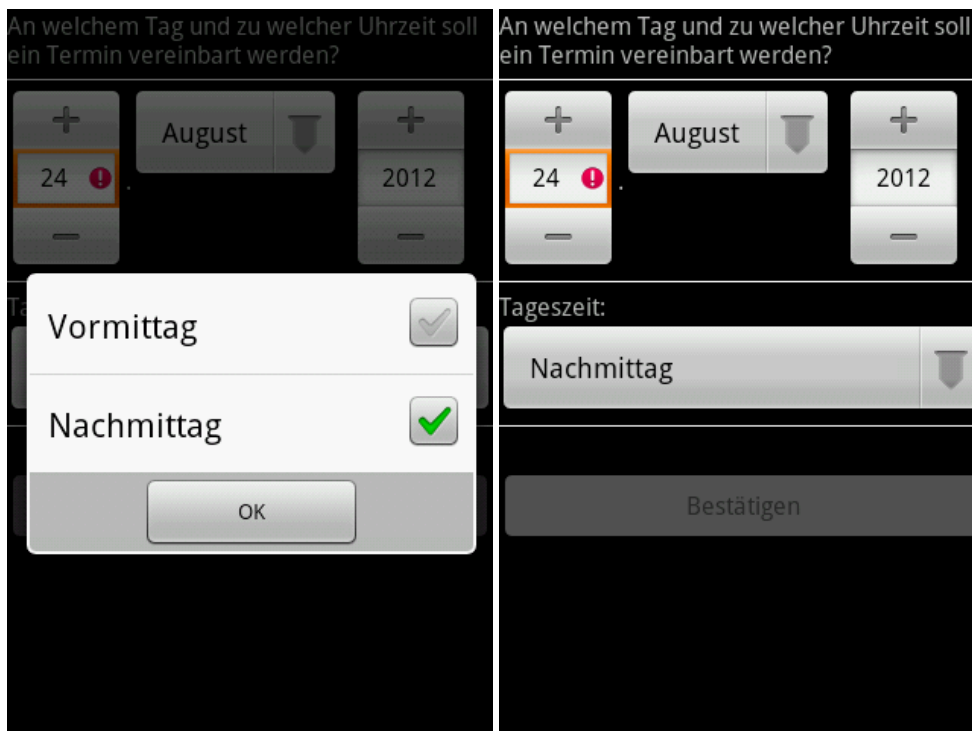 An welchem Tag und zu welcher Uhrzeit soll
ein Termin vereinbart werden?
+
August
+
24
.
2012
−
−
Ta
Vormittag
Nachmittag
OK
An welchem Tag und zu welcher Uhrzeit soll
ein Termin vereinbart werden?
+
August
+
24
.
2012
−
−
Tageszeit:
Nachmittag
Bestätigen